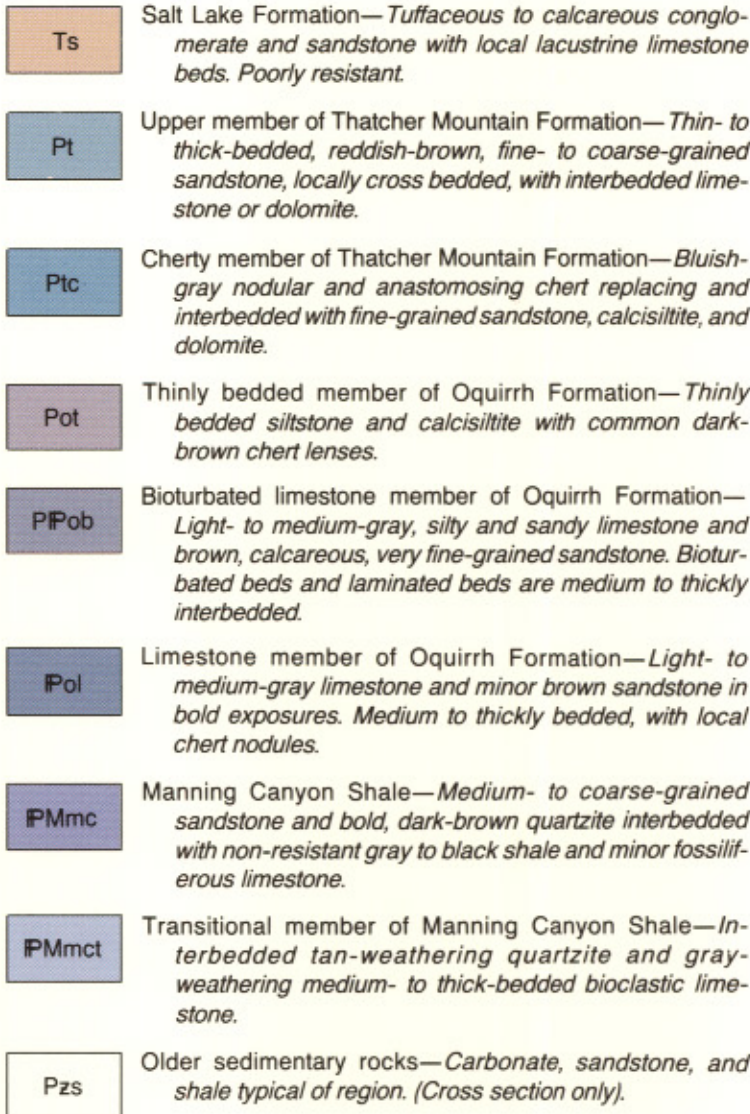 Ts
Salt Lake Formation—Tuffaceous to calcareous conglo-
merate and sandstone with local lacustrine limestone
beds. Poorly resistant.
Pt
Upper member of Thatcher Mountain Formation—Thin- to
thick-bedded, reddish-brown, fine- to coarse-grained
sandstone, locally cross bedded, with interbedded lime-
stone or dolomite.
Ptc
Cherty member of Thatcher Mountain Formation—Bluish-
gray nodular and anastomosing chert replacing and
interbedded with fine-grained sandstone, calcisiltite, and
dolomite.
Pot
Thinly bedded member of Oquirrh Formation—Thinly
bedded siltstone and calcisiltite with common dark-
brown chert lenses.
PIPob
Bioturbated limestone member of Oquirrh Formation—
Light- to medium-gray, silty and sandy limestone and
brown, calcareous, very fine-grained sandstone. Biotur-
bated beds and laminated beds are medium to thickly
interbedded.
IPol
Limestone member of Oquirrh Formation—Light- to
medium-gray limestone and minor brown sandstone in
bold exposures. Medium to thickly bedded, with local
chert nodules.
IPMmc
Manning Canyon Shale—Medium- to coarse-grained
sandstone and bold, dark-brown quartzite interbedded
with non-resistant gray to black shale and minor fossilif-
erous limestone.
IPMmct
Transitional member of Manning Canyon Shale—In-
terbedded tan-weathering quartzite and gray-
weathering medium- to thick-bedded bioclastic lime-
stone.
Pzs
Older sedimentary rocks—Carbonate, sandstone, and
shale typical of region. (Cross section only).